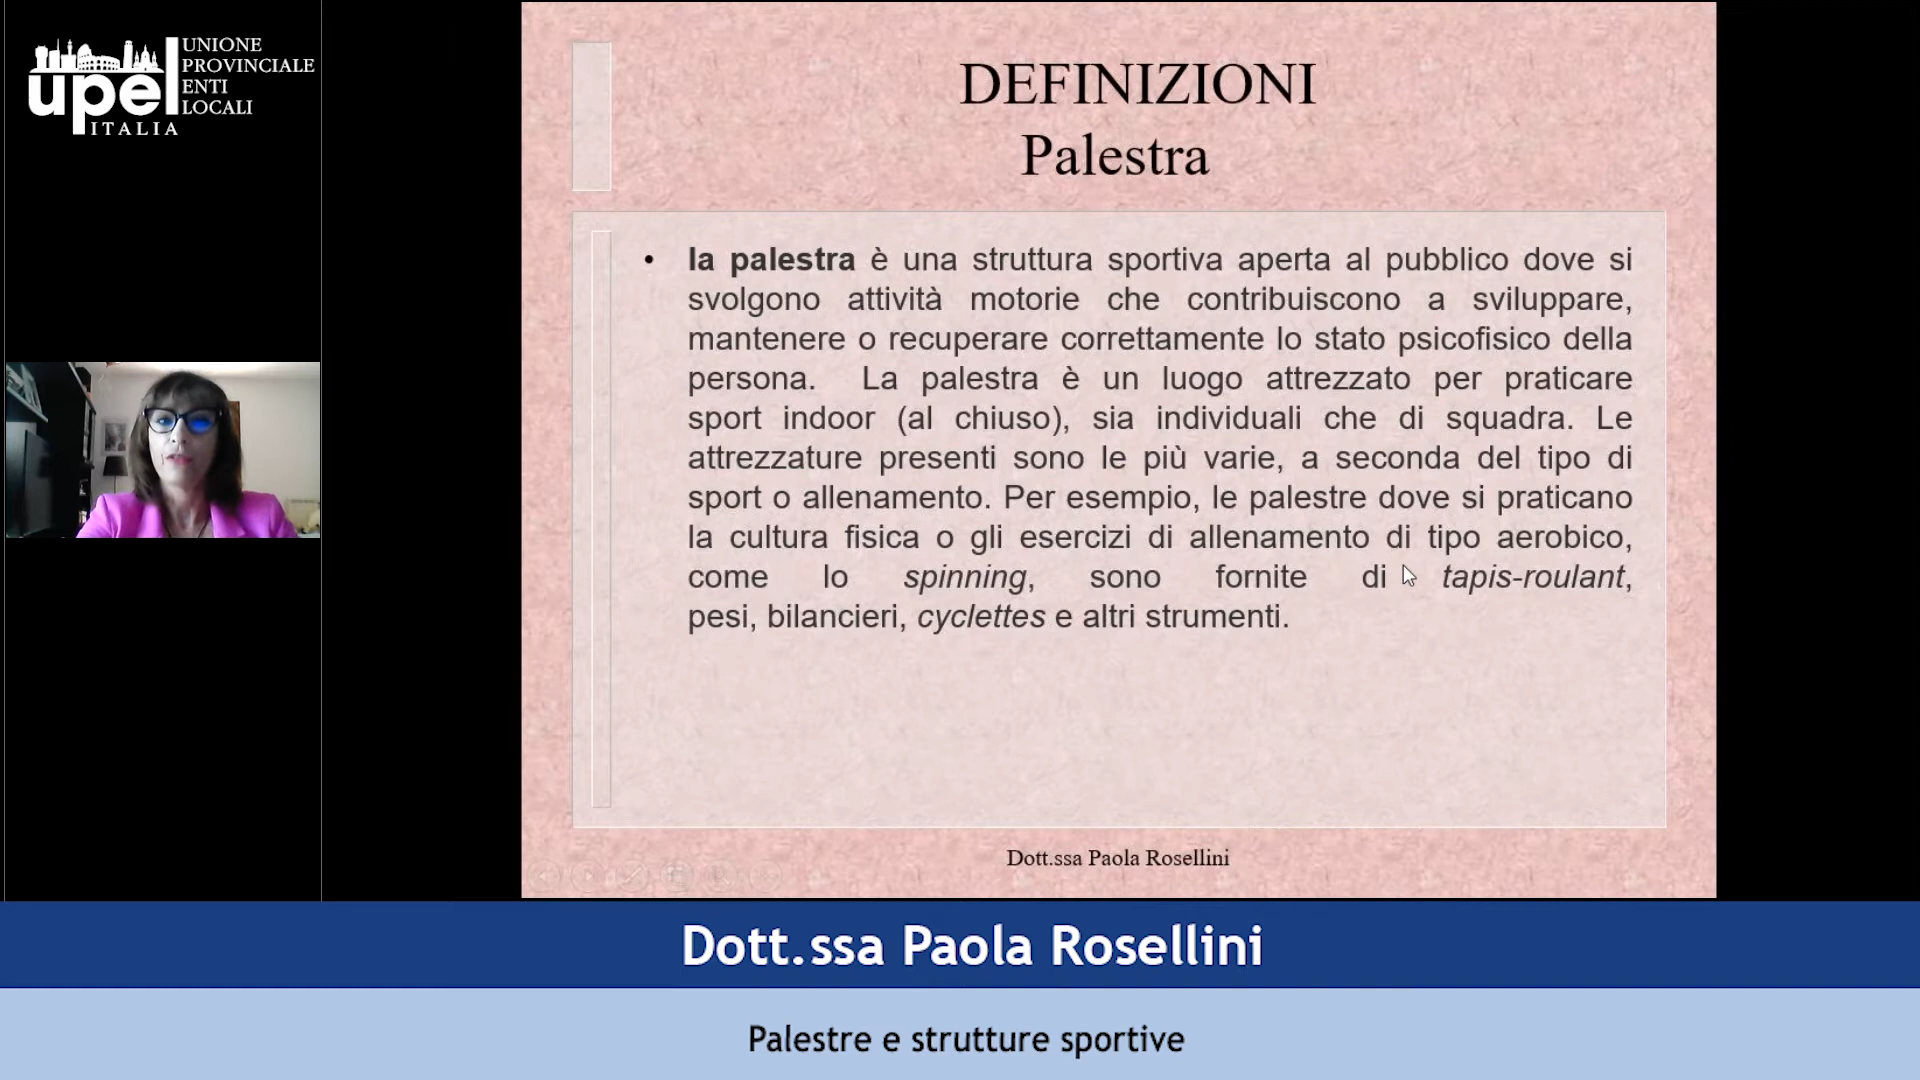 upel
UNIONE
PROVINCIALE
ENTI
LOCALI
ITALIA
DEFINIZIONI
Palestra
• la palestra è una struttura sportiva aperta al pubblico dove si
svolgono attività motorie che contribuiscono a sviluppare,
mantenere o recuperare correttamente lo stato psicofisico della
persona. La palestra è un luogo attrezzato per praticare
sport indoor (al chiuso), sia individuali che di squadra. Le
attrezzature presenti sono le più varie, a seconda del tipo di
sport o allenamento. Per esempio, le palestre dove si praticano
la cultura fisica o gli esercizi di allenamento di tipo aerobico,
come lo spinning, sono fornite di tapis-roulant,
pesi, bilancieri, cyclettes e altri strumenti.
Dott.ssa Paola Rosellini
Dott.ssa Paola Rosellini
Palestre e strutture sportive